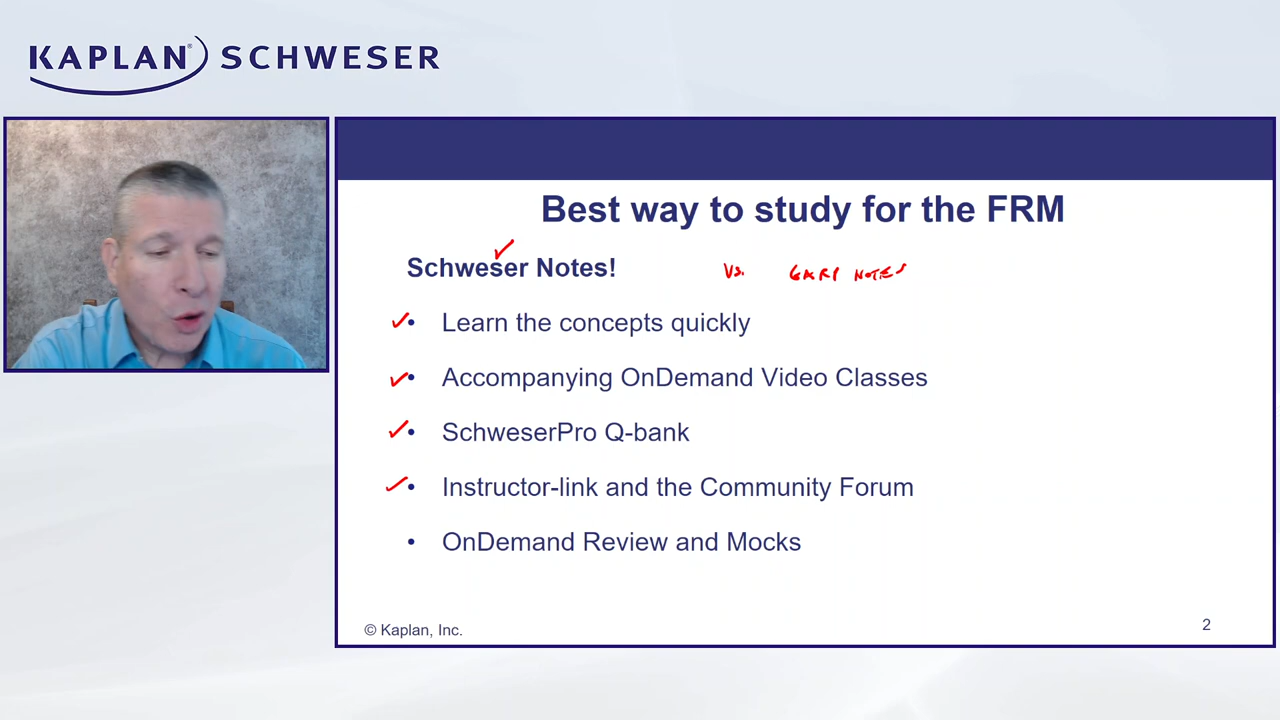 KAPLAN® SCHWESER
Best way to study for the FRM
Schweser Notes! Vs. GARP NOTES
• Learn the concepts quickly
• Accompanying OnDemand Video Classes
• SchweserPro Q-bank
• Instructor-link and the Community Forum
• OnDemand Review and Mocks
© Kaplan, Inc. 2